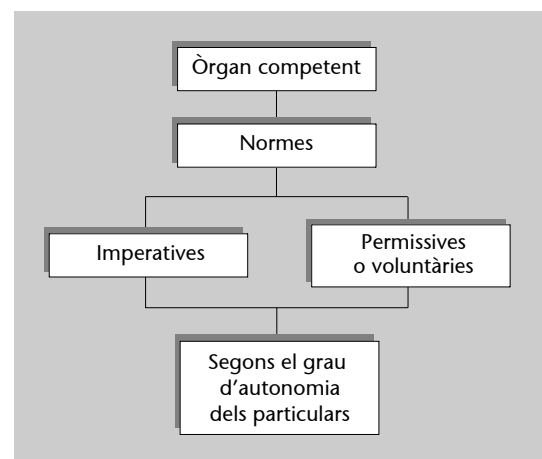 Òrgan competent
Normes
Imperatives
Permissives
o voluntàries
Segons el grau
d’autonomia
dels particulars